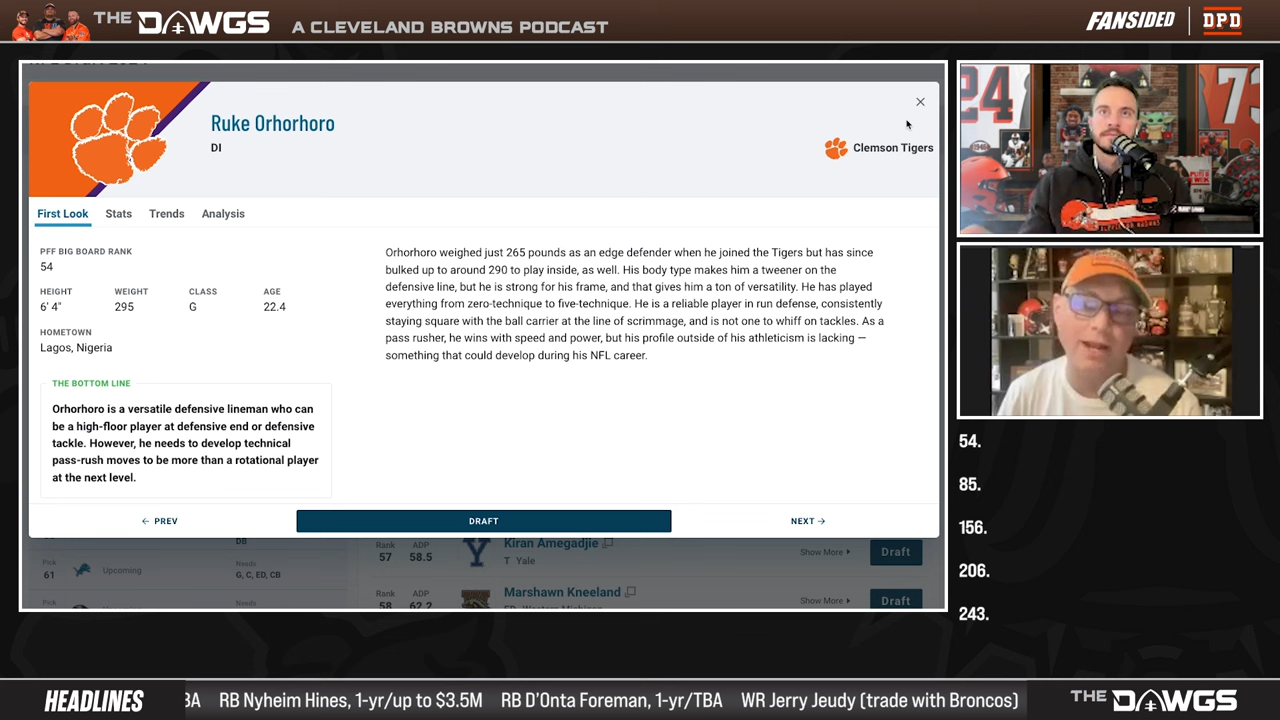 THE DAWGS A CLEVELAND BROWNS PODCAST
FANSIDED DPD
Ruke Orhorhoro
DI
Clemson Tigers
First Look Stats Trends Analysis
PFF BIG BOARD RANK
54
HEIGHT WEIGHT CLASS AGE
6' 4" 295 G 22.4
HOMETOWN
Lagos, Nigeria
THE BOTTOM LINE
Orhorhoro is a versatile defensive lineman who can
be a high-floor player at defensive end or defensive
tackle. However, he needs to develop technical
pass-rush moves to be more than a rotational player
at the next level.
Orhorhoro weighed just 265 pounds as an edge defender when he joined the Tigers but has since
bulked up to around 290 to play inside, as well. His body type makes him a tweener on the
defensive line, but he is strong for his frame, and that gives him a ton of versatility. He has played
everything from zero-technique to five-technique. He is a reliable player in run defense, consistently
staying square with the ball carrier at the line of scrimmage, and is not one to whiff on tackles. As a
pass rusher, he wins with speed and power, but his profile outside of his athleticism is lacking —
something that could develop during his NFL career.
← PREV DRAFT NEXT →
DB
Pick
61
Upcoming
Needs
G, C, ED, CB
Pick
Needs
Rank ADP
57 58.5
Kiran Amegadjie
T Yale
Show More
Draft
Rank ADP
58 62.2
Marshawn Kneeland
ED Western Michigan
Show More
Draft
24
73
1946
54.
85.
156.
206.
243.
HEADLINES
BA RB Nyheim Hines, 1-yr/up to $3.5M RB D'Onta Foreman, 1-yr/TBA WR Jerry Jeudy (trade with Broncos)
THE DAWGS